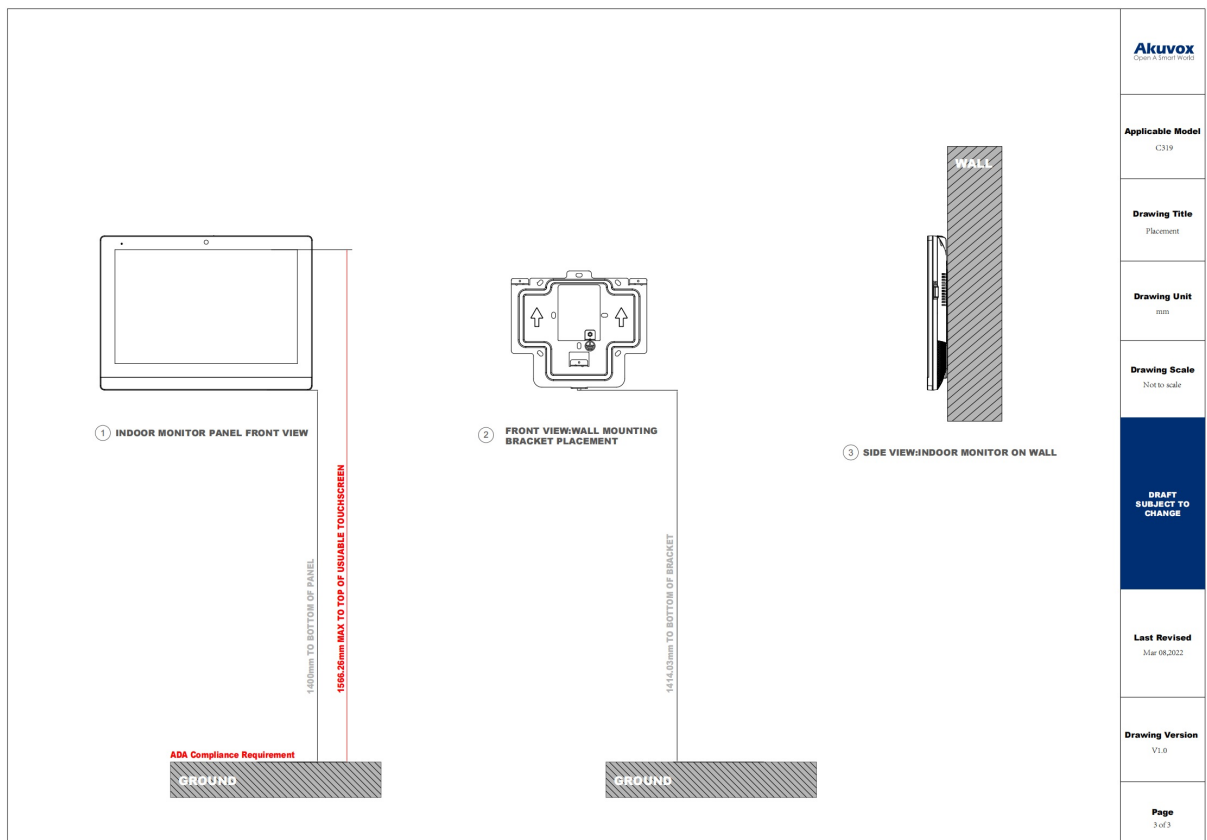 Akuvox
Open A Smart World
Applicable Model
C319
Drawing Title
Placement
Drawing Unit
mm
Drawing Scale
Not to scale
DRAFT
SUBJECT TO
CHANGE
Last Revised
Mar 08,2022
Drawing Version
V1.0
Page
3 of 3
1 INDOOR MONITOR PANEL FRONT VIEW
1400mm TO BOTTOM OF PANEL
1566.26mm MAX TO TOP OF USUABLE TOUCHSCREEN
ADA Compliance Requirement
GROUND
2 FRONT VIEW:WALL MOUNTING
BRACKET PLACEMENT
1414.03mm TO BOTTOM OF BRACKET
GROUND
WALL
3 SIDE VIEW:INDOOR MONITOR ON WALL